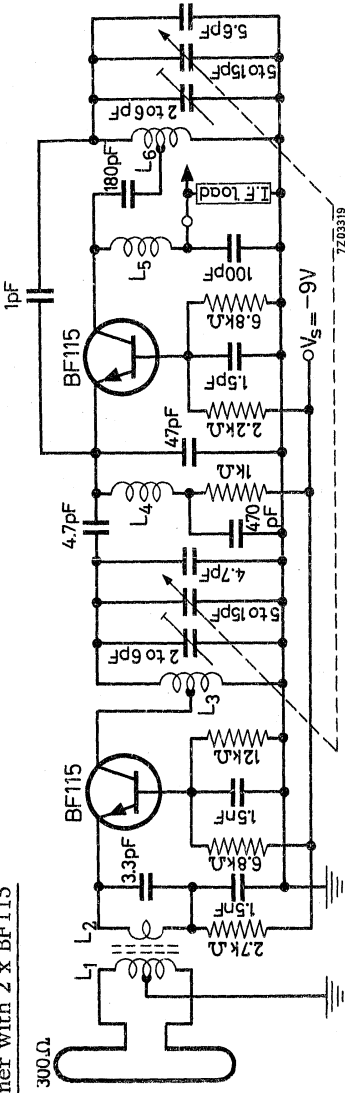 ner with 2 x BF115
300Ω
L1
L2
3.3pF
2.7kΩ
1.5nF
6.8kΩ
1.5nF
12kΩ
BF115
L3
2 to 6pF
5 to 15pF
4.7pF
4.7pF
L4
470
pF
1kΩ
47pF
2.2kΩ
1.5pF
6.8kΩ
BF115
1pF
L5
100pF
I.F load
180pF
L6
2 to 6pF
5 to 15pF
5.6pF
Vs = −9V
7Z03319